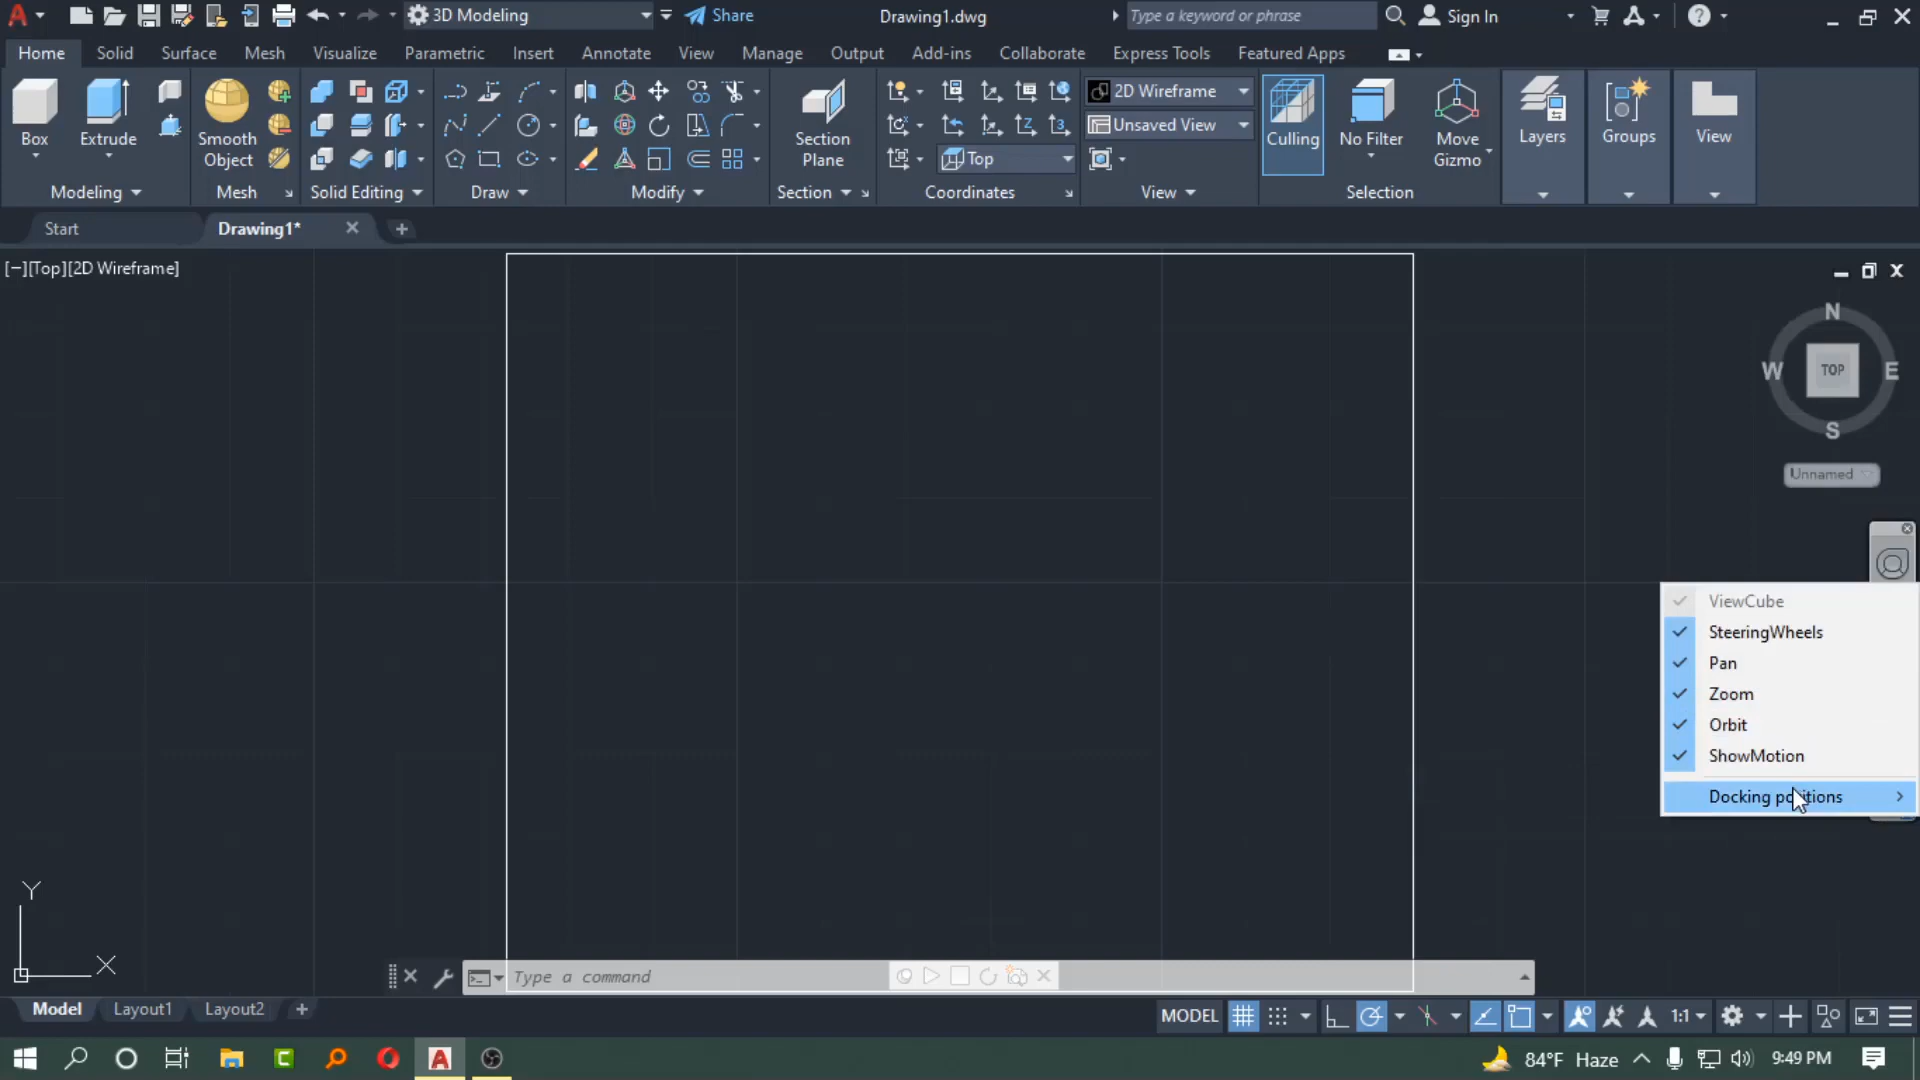 3D Modeling Share Drawing1.dwg Type a keyword or phrase Sign In
Home Solid Surface Mesh Visualize Parametric Insert Annotate View Manage Output Add-ins Collaborate Express Tools Featured Apps
Box
Extrude
Smooth
Object
Section
Plane
Top
2D Wireframe
Unsaved View
Culling
No Filter
Move
Gizmo
Layers
Groups
View
Modeling Mesh Solid Editing Draw Modify Section Coordinates View Selection
Start Drawing1*
[−][Top][2D Wireframe]
N
W TOP E
S
Unnamed
ViewCube
SteeringWheels
Pan
Zoom
Orbit
ShowMotion
Docking positions
Y
X
Type a command
Model Layout1 Layout2
MODEL 1:1
84°F Haze 9:49 PM